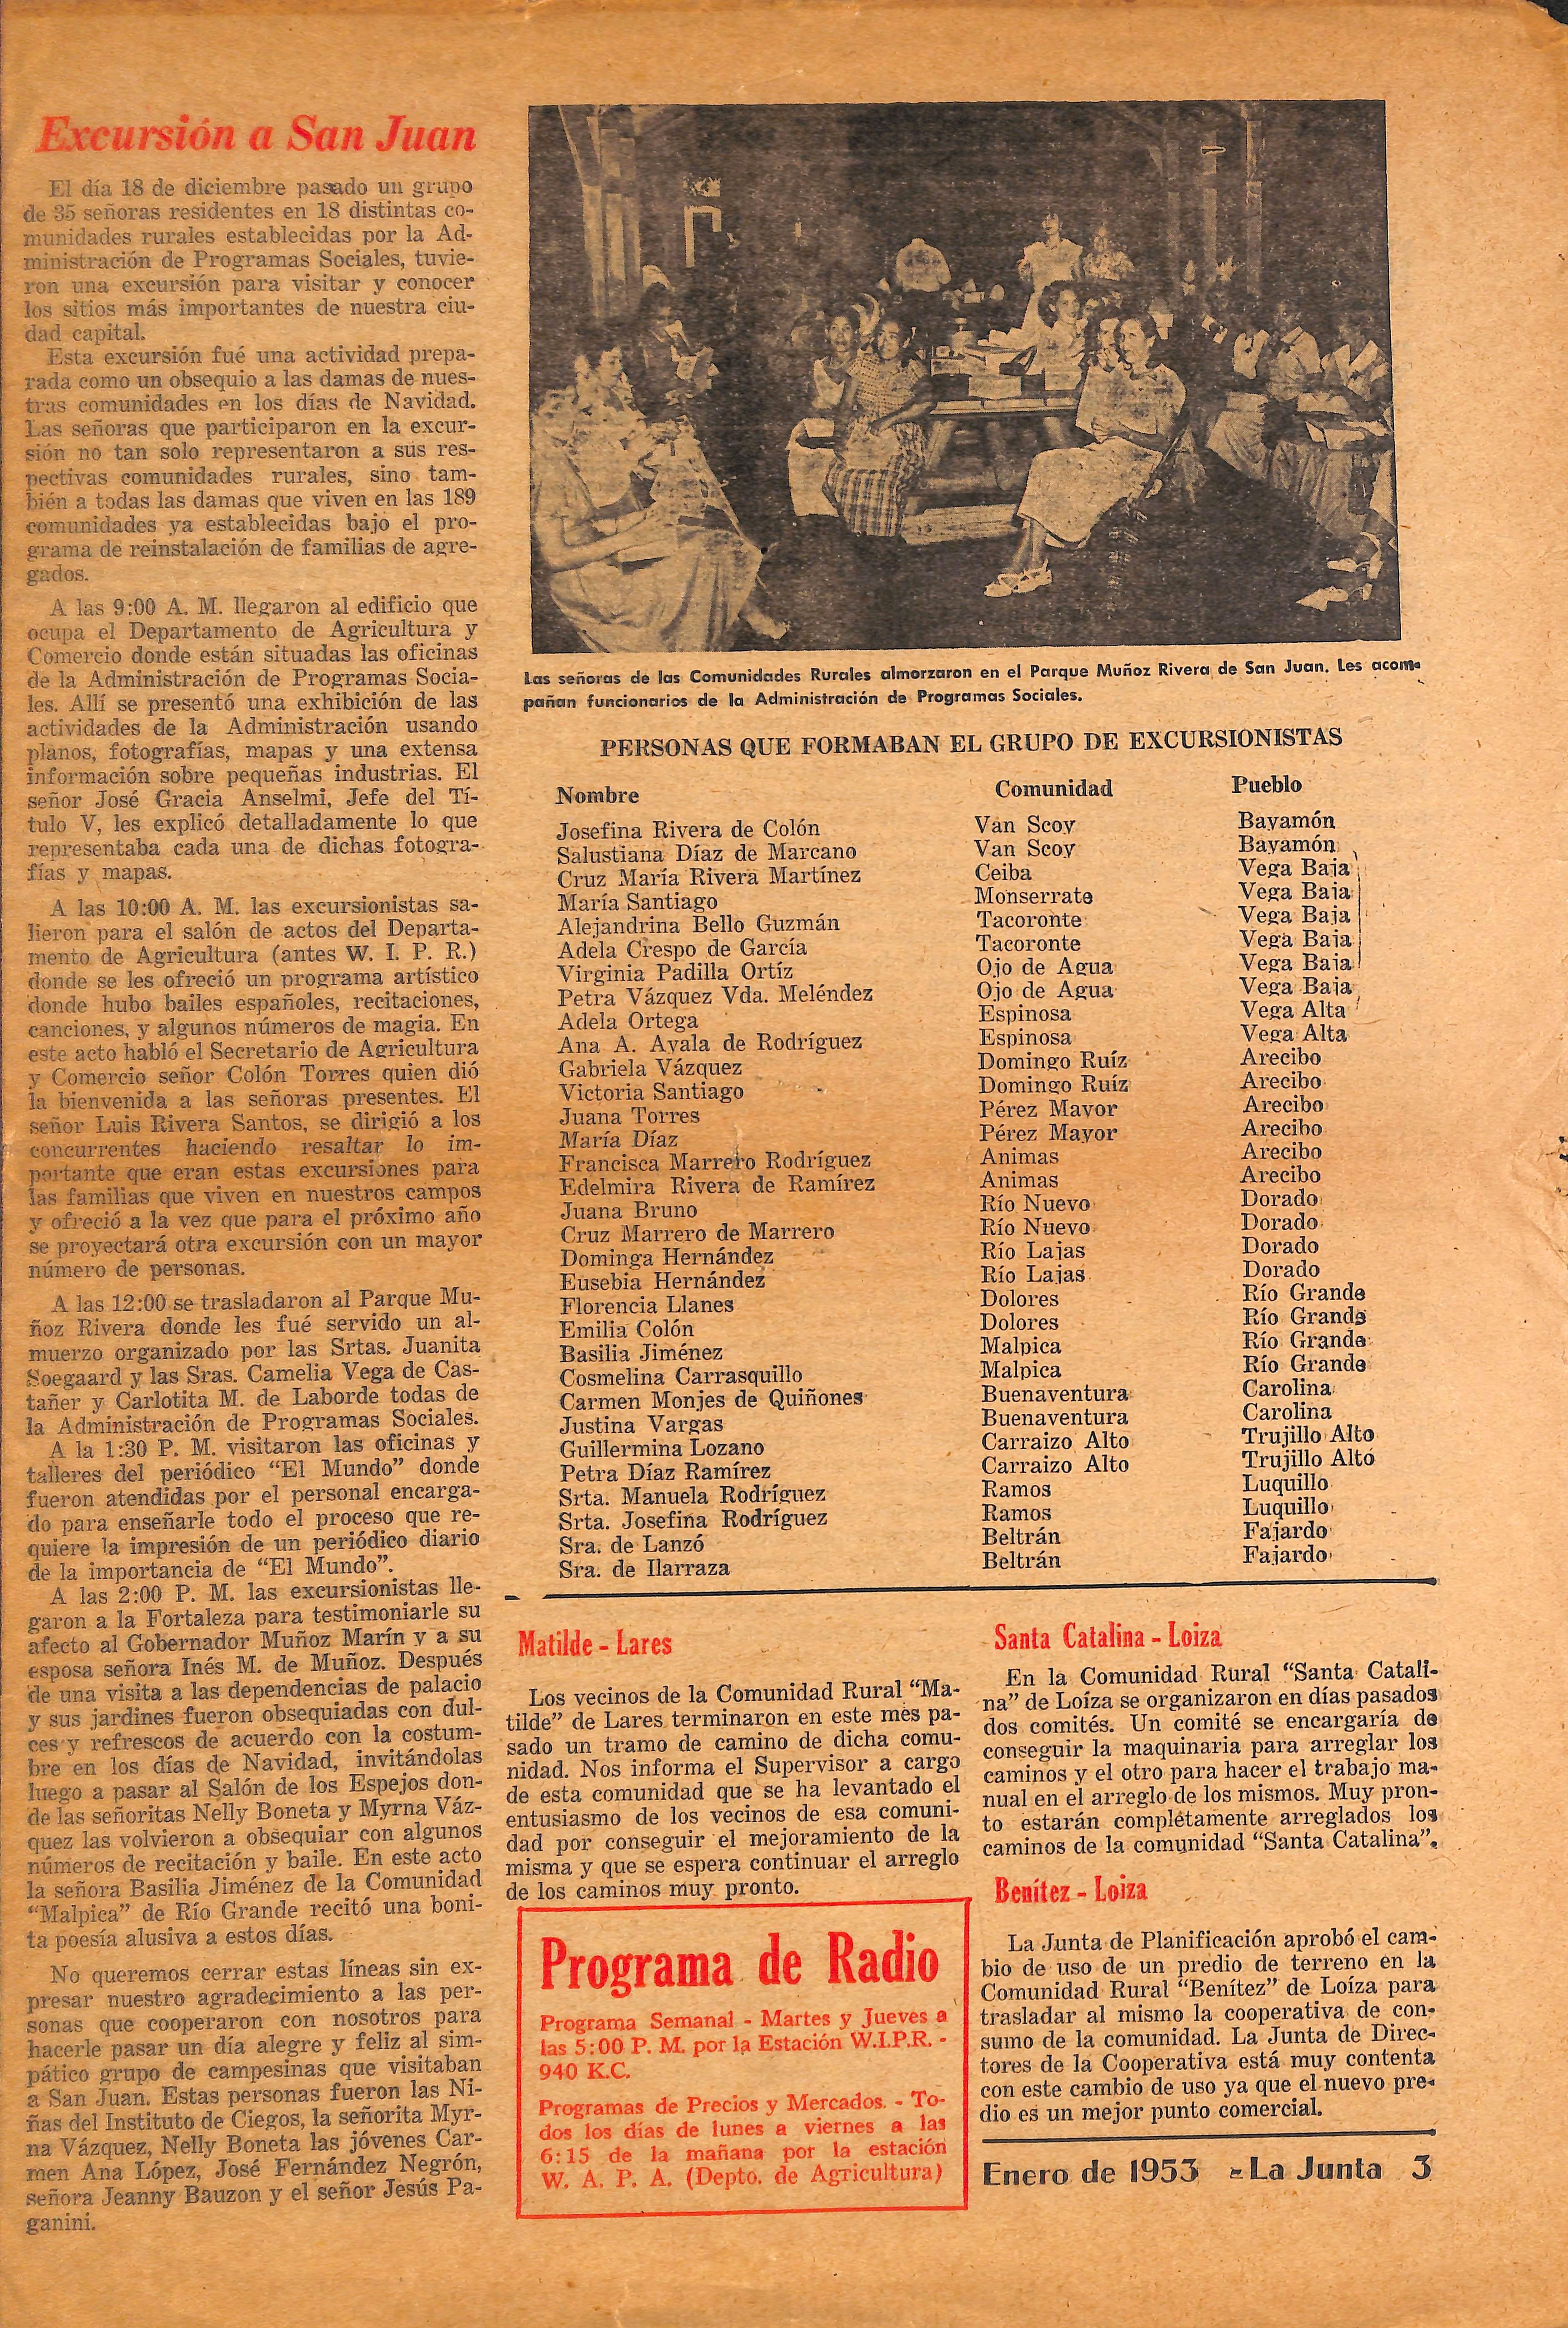 Excursión a San Juan
El día 18 de diciembre pasado un grupo
de 35 señoras residentes en 18 distintas co-
munidades rurales establecidas por la Ad-
ministración de Programas Sociales, tuvie-
ron una excursión para visitar y conocer
los sitios más importantes de nuestra ciu-
dad capital.
Esta excursión fué una actividad prepa-
rada como un obsequio a las damas de nues-
tras comunidades en los días de Navidad.
Las señoras que participaron en la excur-
sión no tan solo representaron a sus res-
pectivas comunidades rurales, sino tam-
bién a todas las damas que viven en las 189
comunidades ya establecidas bajo el pro-
grama de reinstalación de familias de agre-
gados.
A las 9:00 A. M. llegaron al edificio que
ocupa el Departamento de Agricultura y
Comercio donde están situadas las oficinas
de la Administración de Programas Socia-
les. Allí se presentó una exhibición de las
actividades de la Administración usando
planos, fotografías, mapas y una extensa
información sobre pequeñas industrias. El
señor José Gracia Anselmi, Jefe del Tí-
tulo V, les explicó detalladamente lo que
representaba cada una de dichas fotogra-
fías y mapas.
A las 10:00 A. M. las excursionistas sa-
lieron para el salón de actos del Departa-
mento de Agricultura (antes W. I. P. R.)
donde se les ofreció un programa artístico
donde hubo bailes españoles, recitaciones,
canciones, y algunos números de magia. En
este acto habló el Secretario de Agricultura
y Comercio señor Colón Torres quien dió
la bienvenida a las señoras presentes. El
señor Luis Rivera Santos, se dirigió a los
concurrentes haciendo resaltar lo im-
portante que eran estas excursiones para
las familias que viven en nuestros campos
y ofreció a la vez que para el próximo año
se proyectará otra excursión con un mayor
número de personas.
A las 12:00 se trasladaron al Parque Mu-
ñoz Rivera donde les fué servido un al-
muerzo organizado por las Srtas. Juanita
Soegaard y las Sras. Camelia Vega de Cas-
tañer y Carlotita M. de Laborde todas de
la Administración de Programas Sociales.
A la 1:30 P. M. visitaron las oficinas y
talleres del periódico “El Mundo” donde
fueron atendidas por el personal encarga-
do para enseñarle todo el proceso que re-
quiere la impresión de un periódico diario
de la importancia de “El Mundo”.
A las 2:00 P. M. las excursionistas lle-
garon a la Fortaleza para testimoniarle su
afecto al Gobernador Muñoz Marín y a su
esposa señora Inés M. de Muñoz. Después
de una visita a las dependencias de palacio
y sus jardines fueron obsequiadas con dul-
ces y refrescos de acuerdo con la costum-
bre en los días de Navidad, invitándolas
luego a pasar al Salón de los Espejos don-
de las señoritas Nelly Boneta y Myrna Váz-
quez las volvieron a obsequiar con algunos
números de recitación y baile. En este acto
la señora Basilia Jiménez de la Comunidad
“Malpica” de Río Grande recitó una boni-
ta poesía alusiva a estos días.
No queremos cerrar estas líneas sin ex-
presar nuestro agradecimiento a las per-
sonas que cooperaron con nosotros para
hacerle pasar un día alegre y feliz al sim-
pático grupo de campesinas que visitaban
a San Juan. Estas personas fueron las Ni-
ñas del Instituto de Ciegos, la señorita Myr-
na Vázquez, Nelly Boneta las jóvenes Car-
men Ana López, José Fernández Negrón,
señora Jeanny Bauzon y el señor Jesús Pa-
ganini.
Las señoras de las Comunidades Rurales almorzaron en el Parque Muñoz Rivera de San Juan. Les acom-
pañan funcionarios de la Administración de Programas Sociales.
PERSONAS QUE FORMABAN EL GRUPO DE EXCURSIONISTAS
Nombre Comunidad Pueblo
Josefina Rivera de Colón Van Scoy Bayamón
Salustiana Díaz de Marcano Van Scoy Bayamón
Cruz María Rivera Martínez Ceiba Vega Baja
María Santiago Monserrate Vega Baja
Alejandrina Bello Guzmán Tacoronte Vega Baja
Adela Crespo de García Tacoronte Vega Baja
Virginia Padilla Ortíz Ojo de Agua Vega Baja
Petra Vázquez Vda. Meléndez Ojo de Agua Vega Baja
Adela Ortega Espinosa Vega Alta
Ana A. Ayala de Rodríguez Espinosa Vega Alta
Gabriela Vázquez Domingo Ruíz Arecibo
Victoria Santiago Domingo Ruíz Arecibo
Juana Torres Pérez Mayor Arecibo
María Díaz Pérez Mayor Arecibo
Francisca Marrero Rodríguez Animas Arecibo
Edelmira Rivera de Ramírez Animas Arecibo
Juana Bruno Río Nuevo Dorado
Cruz Marrero de Marrero Río Nuevo Dorado
Dominga Hernández Río Lajas Dorado
Eusebia Hernández Río Lajas Dorado
Florencia Llanes Dolores Río Grande
Emilia Colón Dolores Río Grande
Basilia Jiménez Malpica Río Grande
Cosmelina Carrasquillo Malpica Río Grande
Carmen Monjes de Quiñones Buenaventura Carolina
Justina Vargas Buenaventura Carolina
Guillermina Lozano Carraizo Alto Trujillo Alto
Petra Díaz Ramírez Carraizo Alto Trujillo Alto
Srta. Manuela Rodríguez Ramos Luquillo
Srta. Josefina Rodríguez Ramos Luquillo
Sra. de Lanzó Beltrán Fajardo
Sra. de Ilarraza Beltrán Fajardo
Matilde - Lares
Los vecinos de la Comunidad Rural “Ma-
tilde” de Lares terminaron en este mes pa-
sado un tramo de camino de dicha comu-
nidad. Nos informa el Supervisor a cargo
de esta comunidad que se ha levantado el
entusiasmo de los vecinos de esa comuni-
dad por conseguir el mejoramiento de la
misma y que se espera continuar el arreglo
de los caminos muy pronto.
Programa de Radio
Programa Semanal - Martes y Jueves a
las 5:00 P. M. por la Estación W.I.P.R. -
940 K.C.
Programas de Precios y Mercados. - To-
dos los días de lunes a viernes a las
6:15 de la mañana por la estación
W. A. P. A. (Depto. de Agricultura)
Santa Catalina - Loiza
En la Comunidad Rural “Santa Catali-
na” de Loíza se organizaron en días pasados
dos comités. Un comité se encargaría de
conseguir la maquinaria para arreglar los
caminos y el otro para hacer el trabajo ma-
nual en el arreglo de los mismos. Muy pron-
to estarán completamente arreglados los
caminos de la comunidad “Santa Catalina”.
Benítez - Loiza
La Junta de Planificación aprobó el cam-
bio de uso de un predio de terreno en la
Comunidad Rural “Benítez” de Loíza para
trasladar al mismo la cooperativa de con-
sumo de la comunidad. La Junta de Direc-
tores de la Cooperativa está muy contenta
con este cambio de uso ya que el nuevo pre-
dio es un mejor punto comercial.
Enero de 1953 - La Junta 3